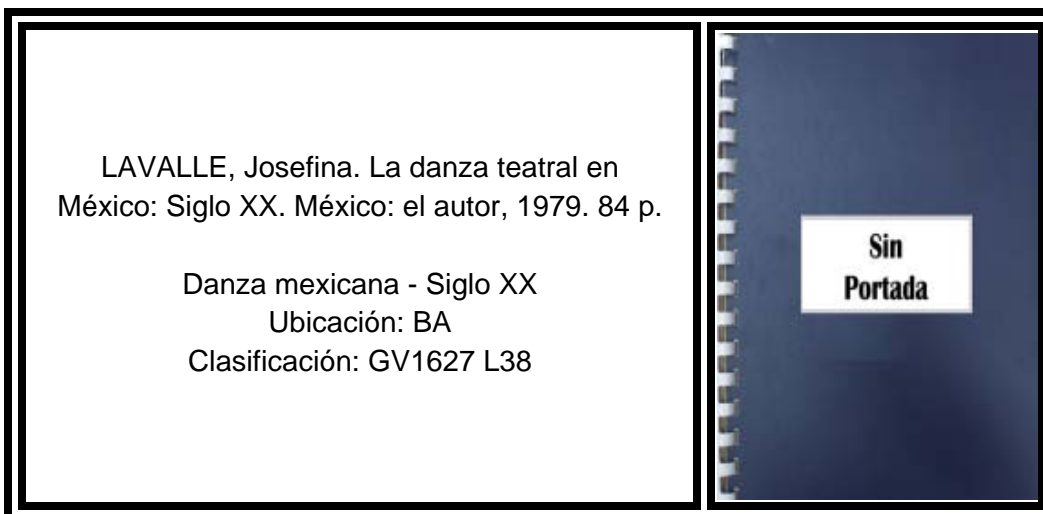 LAVALLE, Josefina. La danza teatral en
México: Siglo XX. México: el autor, 1979. 84 p.
Danza mexicana - Siglo XX
Ubicación: BA
Clasificación: GV1627 L38
Sin
Portada